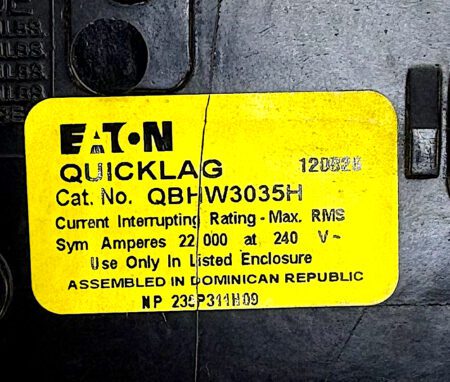 EATON
QUICKLAG
Cat. No. QBHW3035H
Current Interrupting Rating - Max. RMS
Sym Amperes 22 000 at 240 V~
Use Only In Listed Enclosure
ASSEMBLED IN DOMINICAN REPUBLIC
NP